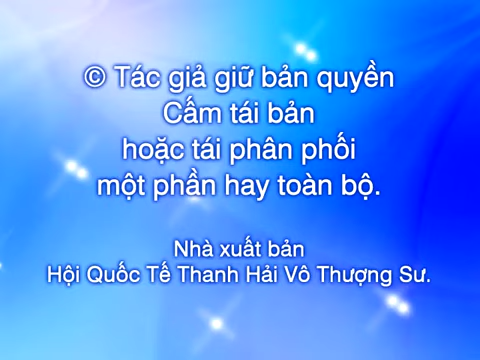 © Tác giả giữ bản quyền
Cấm tái bản
hoặc tái phân phối
một phần hay toàn bộ.
Nhà xuất bản
Hội Quốc Tế Thanh Hải Vô Thượng Sư.